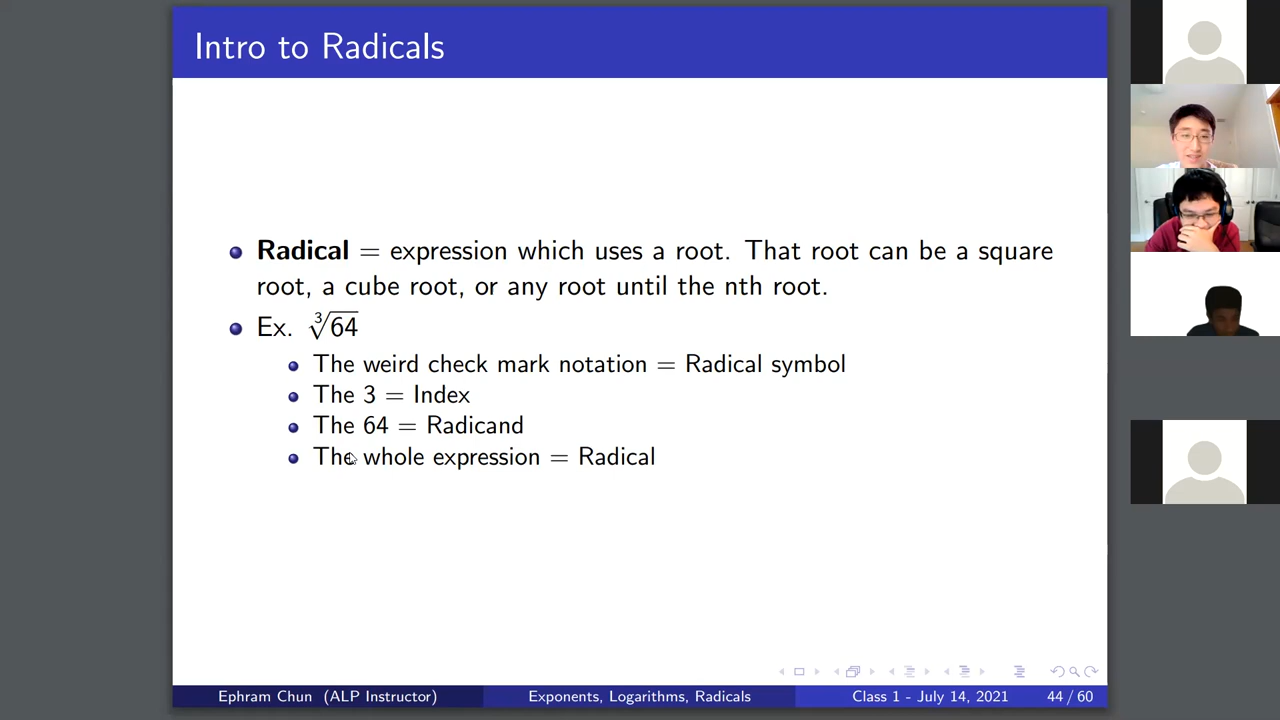 Intro to Radicals
Radical = expression which uses a root. That root can be a square
root, a cube root, or any root until the nth root.
Ex. ∛64
The weird check mark notation = Radical symbol
The 3 = Index
The 64 = Radicand
The whole expression = Radical
Ephram Chun (ALP Instructor) Exponents, Logarithms, Radicals Class 1 - July 14, 2021 44 / 60